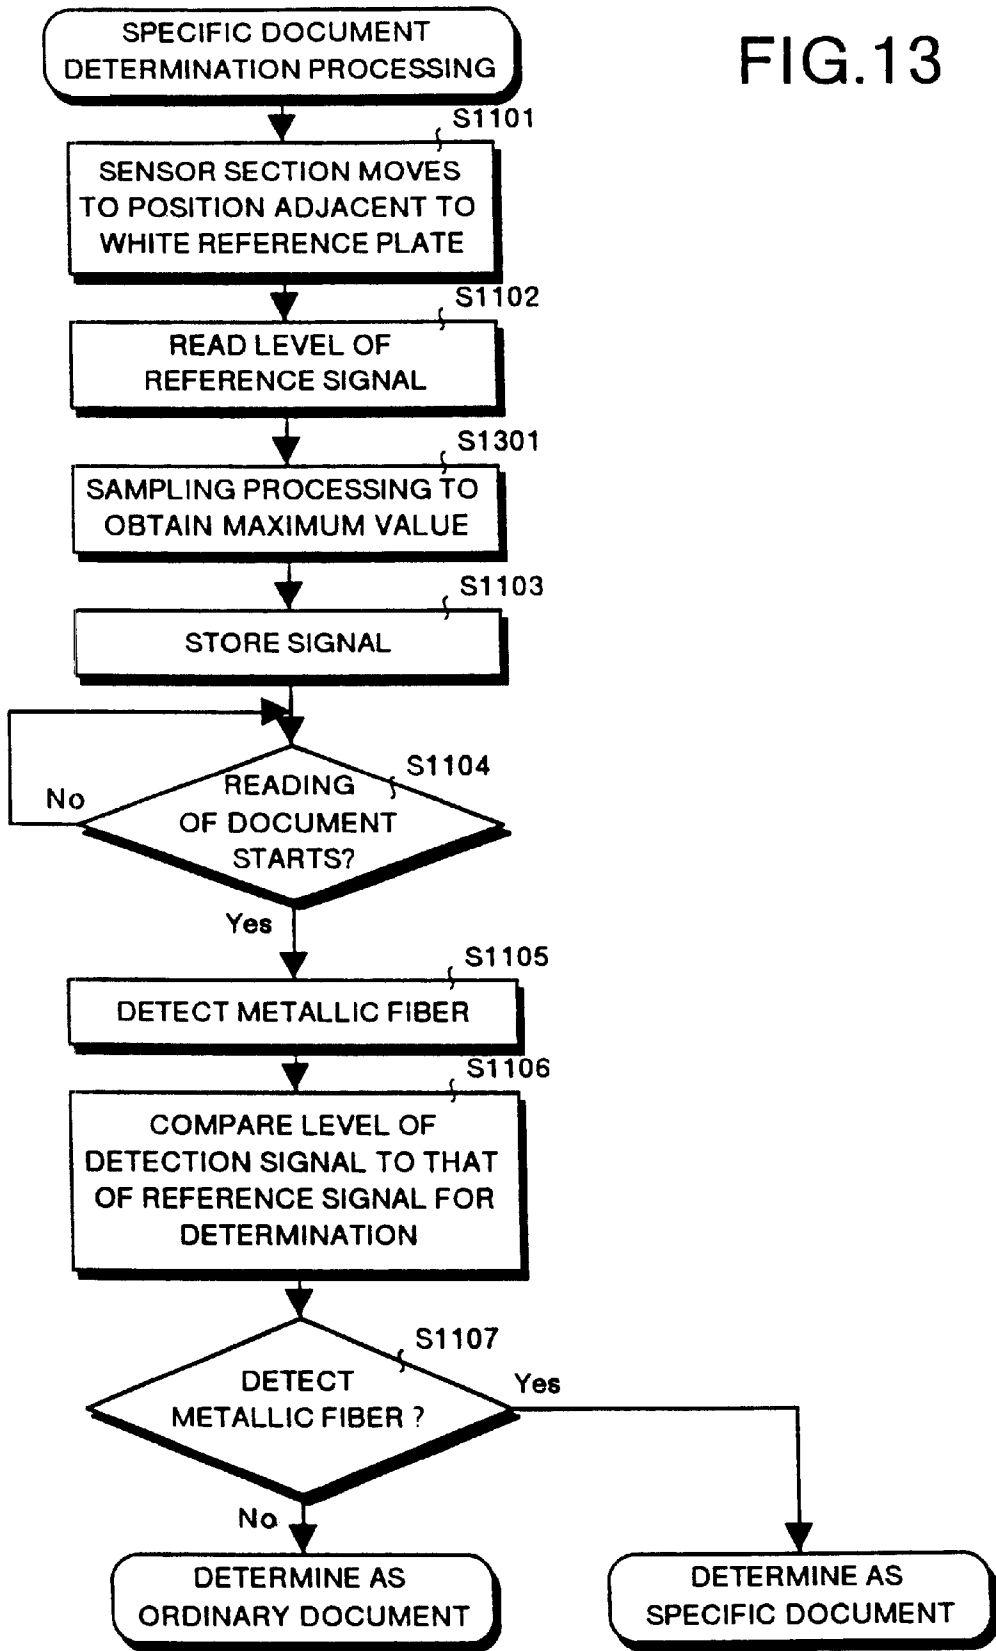 SPECIFIC DOCUMENT
DETERMINATION PROCESSING
FIG.13
S1101
SENSOR SECTION MOVES
TO POSITION ADJACENT TO
WHITE REFERENCE PLATE
S1102
READ LEVEL OF
REFERENCE SIGNAL
S1301
SAMPLING PROCESSING TO
OBTAIN MAXIMUM VALUE
S1103
STORE SIGNAL
S1104
READING
OF DOCUMENT
STARTS?
No
Yes
S1105
DETECT METALLIC FIBER
S1106
COMPARE LEVEL OF
DETECTION SIGNAL TO THAT
OF REFERENCE SIGNAL FOR
DETERMINATION
S1107
DETECT
METALLIC FIBER ?
Yes
No
DETERMINE AS
ORDINARY DOCUMENT
DETERMINE AS
SPECIFIC DOCUMENT